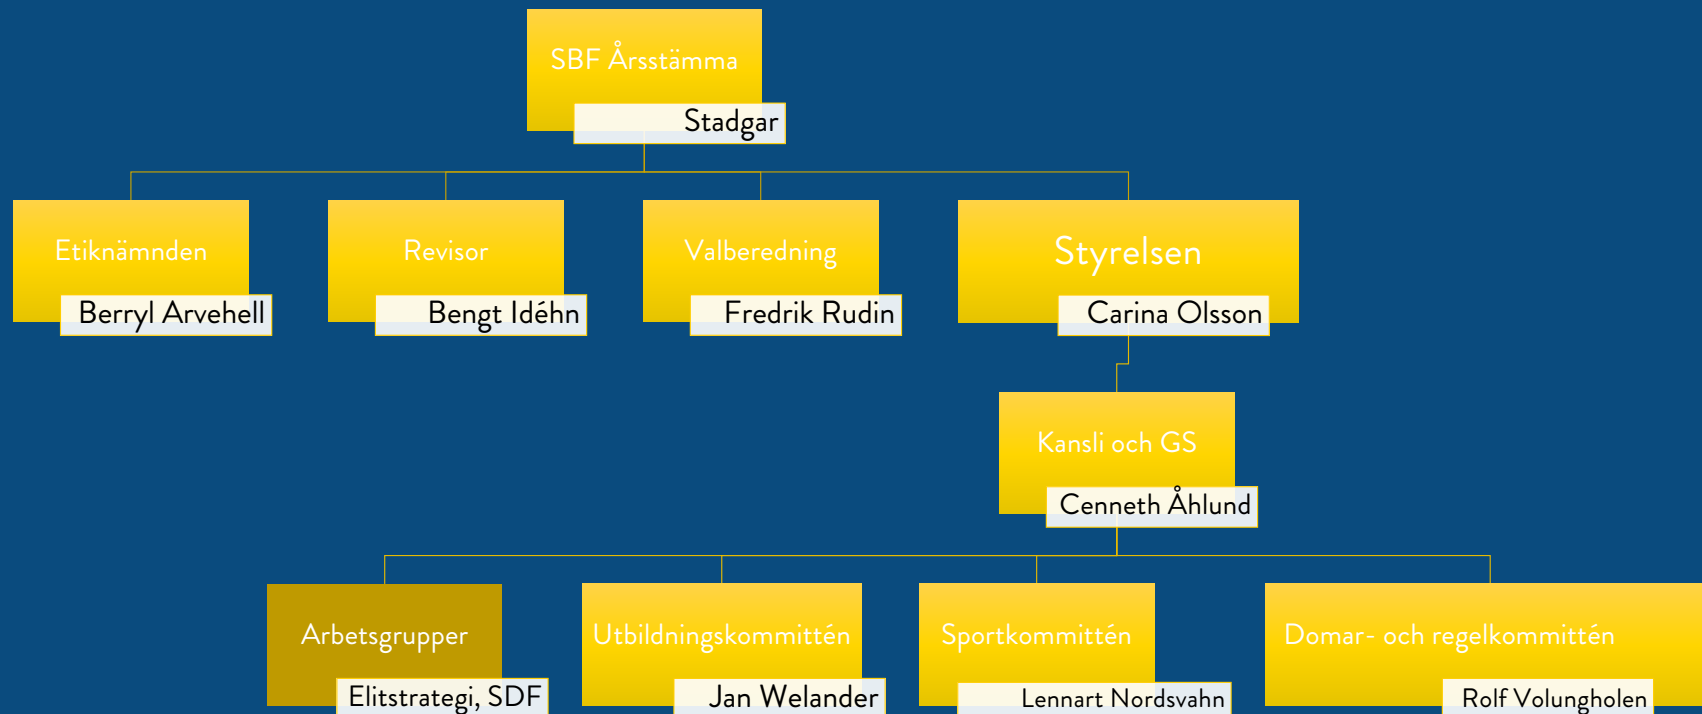 SBF Årsstämma
Stadgar
Etiknämnden
Berryl Arvehell
Revisor
Bengt Idéhn
Valberedning
Fredrik Rudin
Styrelsen
Carina Olsson
Kansli och GS
Cenneth Åhlund
Arbetsgrupper
Elitstrategi, SDF
Utbildningskommittén
Jan Welander
Sportkommittén
Lennart Nordsvahn
Domar- och regelkommittén
Rolf Volungholen